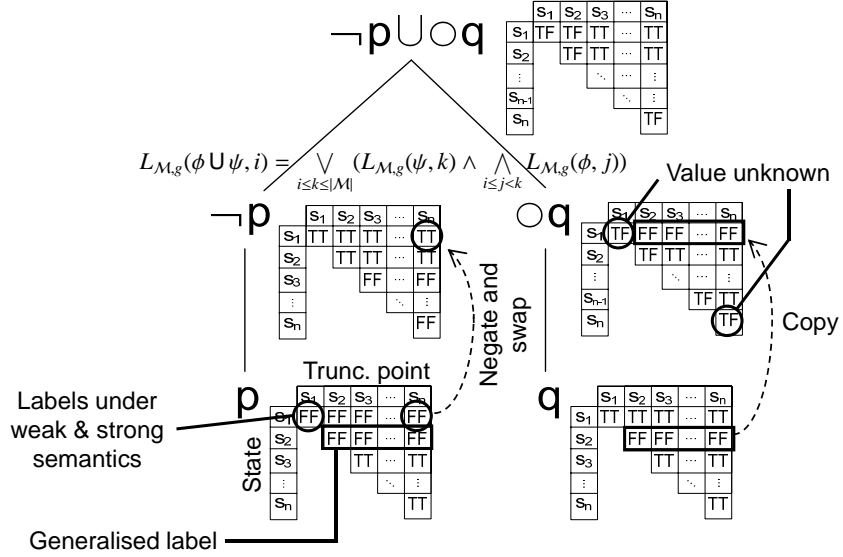 ¬p∪○q
s1 s2 s3 ··· sn
s1 TF TF TT ··· TT
s2 TF TT ··· TT
⋮ ⋱ ··· ⋮
sn-1 ⋱ ⋮
sn TF
L𝓜,g(ϕ U ψ, i) = ⋁ i≤k≤|𝓜| (L𝓜,g(ψ, k) ∧ ⋀ i≤j<k L𝓜,g(ϕ, j))
Value unknown
¬p
s1 s2 s3 ··· sn
s1 TT TT TT ··· TT
s2 TT TT ··· TT
s3 FF ··· FF
⋮ ⋱ ⋮
sn FF
○q
s1 s2 s3 ··· sn
s1 TF FF FF ··· FF
s2 TF TT ··· TT
⋮ ⋱ ··· ⋮
sn-1 TF TT
sn TF
Negate and
swap
Copy
p
Trunc. point
s1 s2 s3 ··· sn
s1 FF FF FF ··· FF
s2 FF FF ··· FF
s3 TT ··· TT
⋮ ⋱ ⋮
sn TT
State
Labels under
weak & strong
semantics
Generalised label
q
s1 s2 s3 ··· sn
s1 TT TT TT ··· TT
s2 FF FF ··· FF
s3 TT ··· TT
⋮ ⋱ ⋮
sn TT